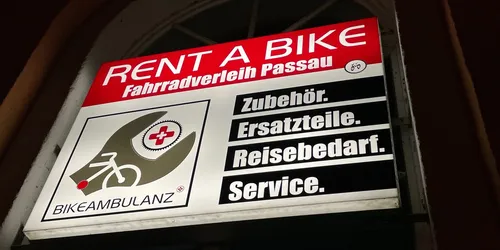 RENT A BIKE
Fahrradverleih Passau
Zubehör.
Ersatzteile.
Reisebedarf.
Service.
BIKEAMBULANZ